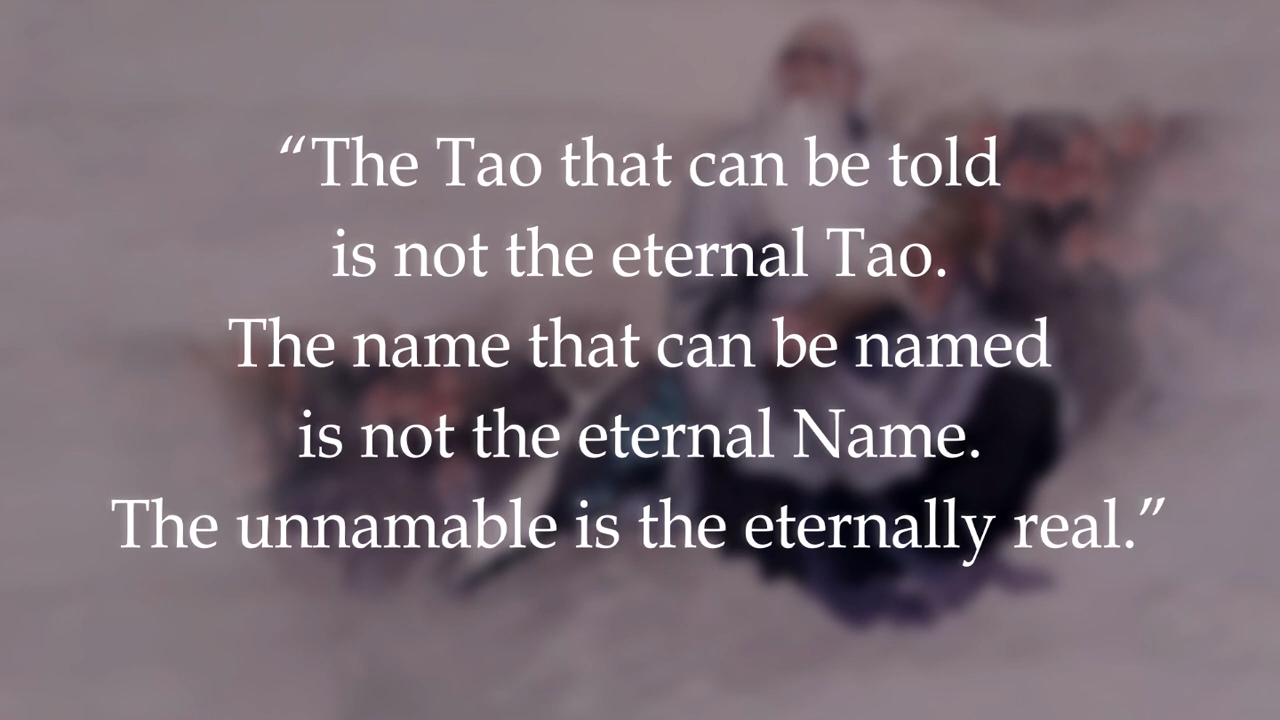 “The Tao that can be told
is not the eternal Tao.
The name that can be named
is not the eternal Name.
The unnamable is the eternally real.”